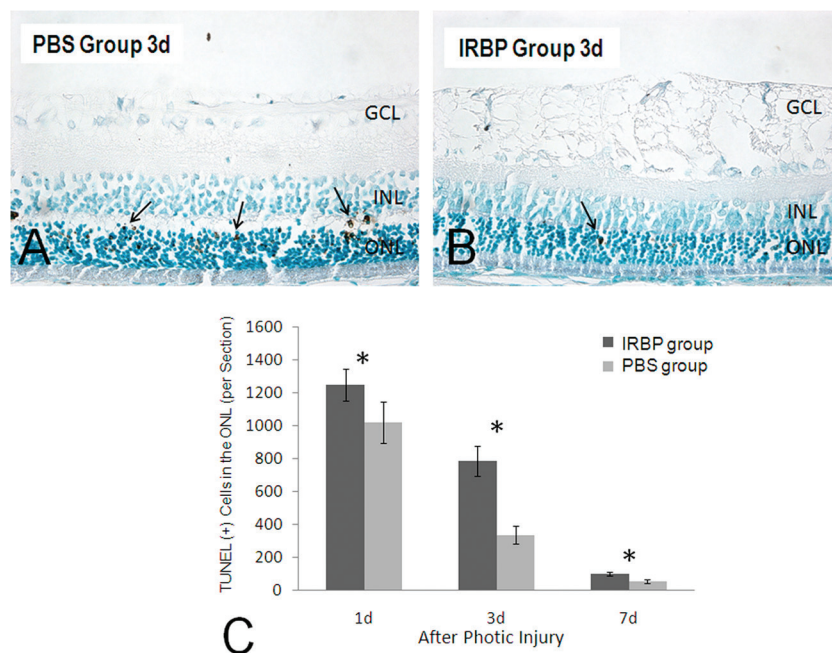 PBS Group 3d
GCL
INL
ONL
A
IRBP Group 3d
GCL
INL
ONL
B
TUNEL (+) Cells in the ONL (per Section)
1600
1400
1200
1000
800
600
400
200
0
*
*
*
IRBP group
PBS group
1d
3d
7d
After Photic Injury
C